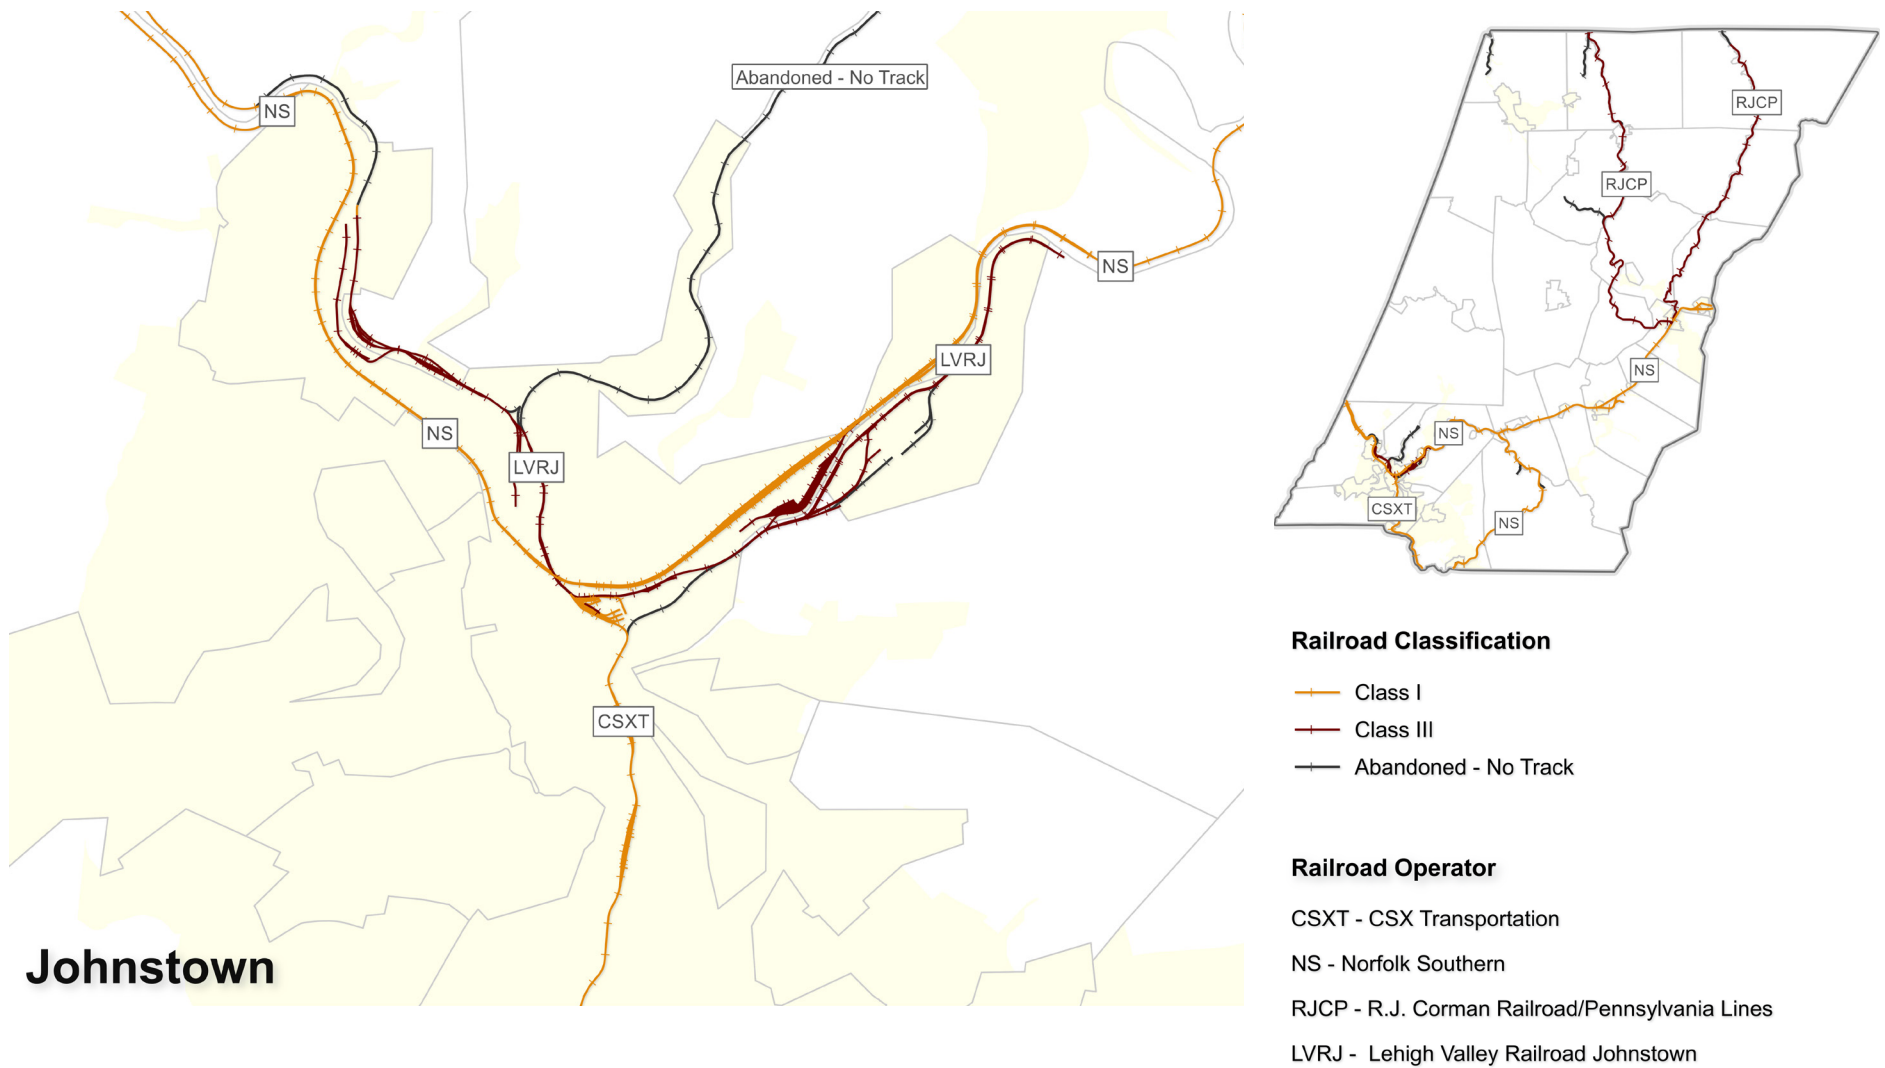 Abandoned - No Track
NS
NS
LVRJ
NS
LVRJ
CSXT
Johnstown
RJCP
RJCP
NS
NS
CSXT
NS
Railroad Classification
Class I
Class III
Abandoned - No Track
Railroad Operator
CSXT - CSX Transportation
NS - Norfolk Southern
RJCP - R.J. Corman Railroad/Pennsylvania Lines
LVRJ - Lehigh Valley Railroad Johnstown